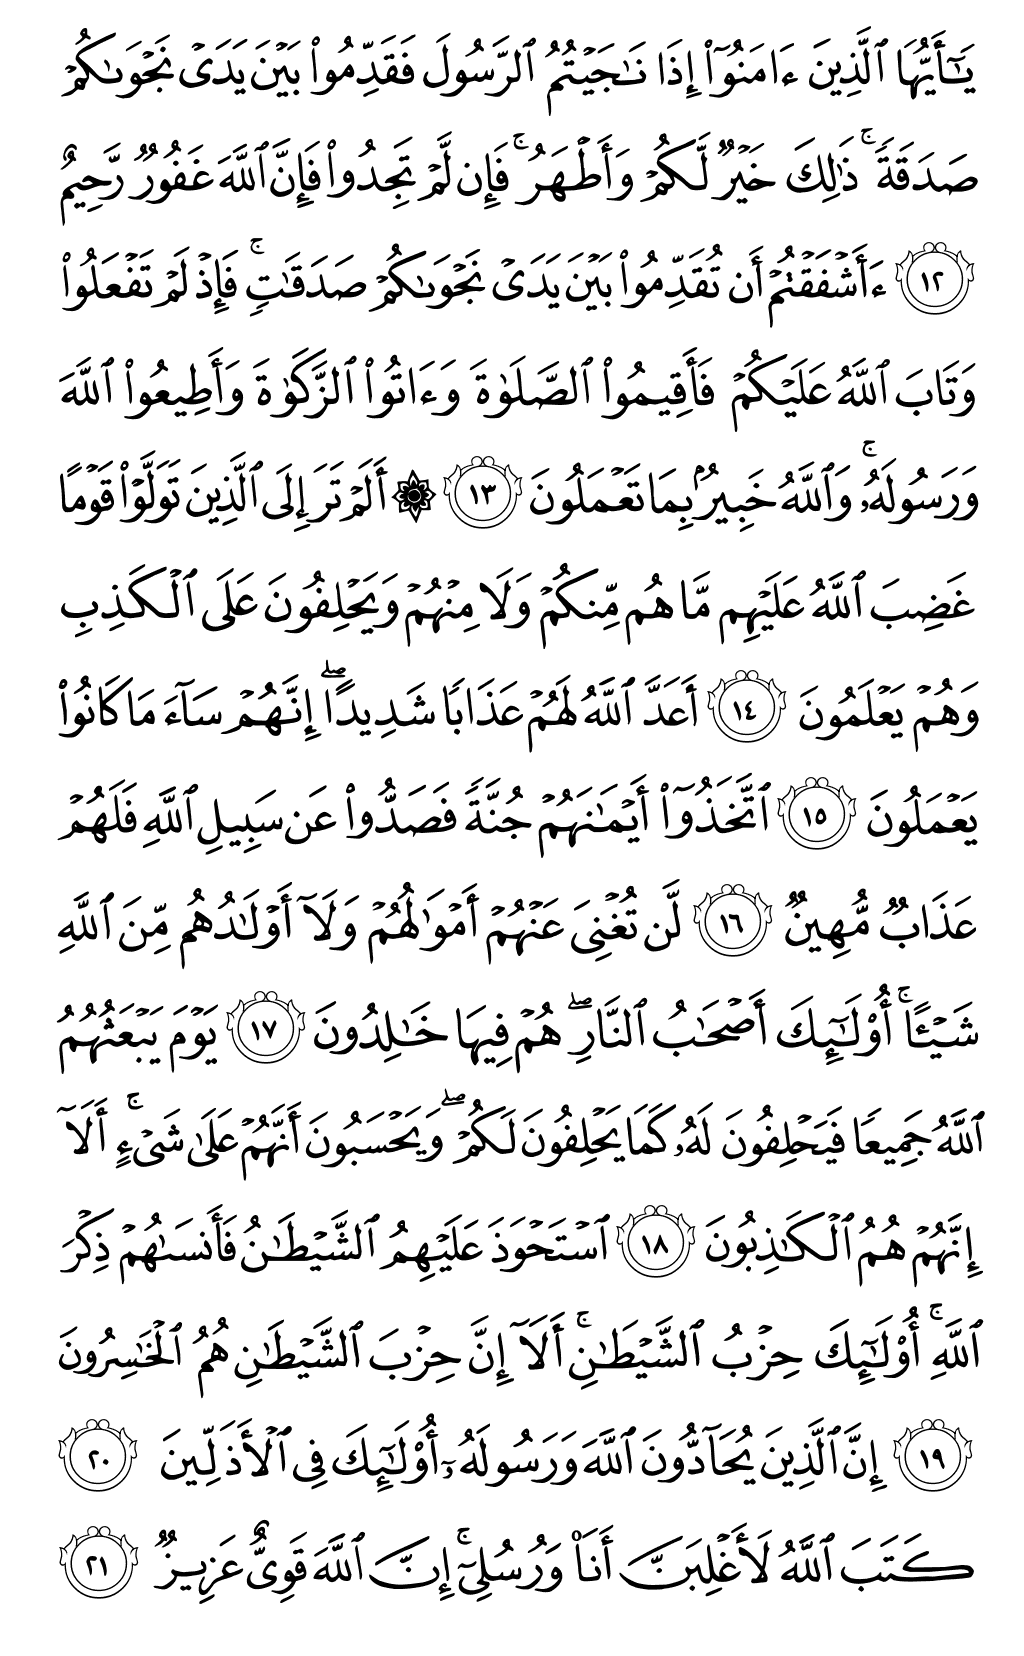 يَٰٓأَيُّهَا ٱلَّذِينَ ءَامَنُوٓا۟ إِذَا نَٰجَيْتُمُ ٱلرَّسُولَ فَقَدِّمُوا۟ بَيْنَ يَدَىْ نَجْوَىٰكُمْ
صَدَقَةً ۚ ذَٰلِكَ خَيْرٌ لَّكُمْ وَأَطْهَرُ ۚ فَإِن لَّمْ تَجِدُوا۟ فَإِنَّ ٱللَّهَ غَفُورٌ رَّحِيمٌ
١٢ ءَأَشْفَقْتُمْ أَن تُقَدِّمُوا۟ بَيْنَ يَدَىْ نَجْوَىٰكُمْ صَدَقَٰتٍ ۚ فَإِذْ لَمْ تَفْعَلُوا۟
وَتَابَ ٱللَّهُ عَلَيْكُمْ فَأَقِيمُوا۟ ٱلصَّلَوٰةَ وَءَاتُوا۟ ٱلزَّكَوٰةَ وَأَطِيعُوا۟ ٱللَّهَ
وَرَسُولَهُۥ ۚ وَٱللَّهُ خَبِيرٌۢ بِمَا تَعْمَلُونَ ١٣ ۞ أَلَمْ تَرَ إِلَى ٱلَّذِينَ تَوَلَّوْا۟ قَوْمًا
غَضِبَ ٱللَّهُ عَلَيْهِم مَّا هُم مِّنكُمْ وَلَا مِنْهُمْ وَيَحْلِفُونَ عَلَى ٱلْكَذِبِ
وَهُمْ يَعْلَمُونَ ١٤ أَعَدَّ ٱللَّهُ لَهُمْ عَذَابًا شَدِيدًا ۖ إِنَّهُمْ سَآءَ مَا كَانُوا۟
يَعْمَلُونَ ١٥ ٱتَّخَذُوٓا۟ أَيْمَٰنَهُمْ جُنَّةً فَصَدُّوا۟ عَن سَبِيلِ ٱللَّهِ فَلَهُمْ
عَذَابٌ مُّهِينٌ ١٦ لَّن تُغْنِىَ عَنْهُمْ أَمْوَٰلُهُمْ وَلَآ أَوْلَٰدُهُم مِّنَ ٱللَّهِ
شَيْـًٔا ۚ أُو۟لَٰٓئِكَ أَصْحَٰبُ ٱلنَّارِ ۖ هُمْ فِيهَا خَٰلِدُونَ ١٧ يَوْمَ يَبْعَثُهُمُ
ٱللَّهُ جَمِيعًا فَيَحْلِفُونَ لَهُۥ كَمَا يَحْلِفُونَ لَكُمْ ۖ وَيَحْسَبُونَ أَنَّهُمْ عَلَىٰ شَىْءٍ ۚ أَلَآ
إِنَّهُمْ هُمُ ٱلْكَٰذِبُونَ ١٨ ٱسْتَحْوَذَ عَلَيْهِمُ ٱلشَّيْطَٰنُ فَأَنسَىٰهُمْ ذِكْرَ
ٱللَّهِ ۚ أُو۟لَٰٓئِكَ حِزْبُ ٱلشَّيْطَٰنِ ۚ أَلَآ إِنَّ حِزْبَ ٱلشَّيْطَٰنِ هُمُ ٱلْخَٰسِرُونَ
١٩ إِنَّ ٱلَّذِينَ يُحَآدُّونَ ٱللَّهَ وَرَسُولَهُۥٓ أُو۟لَٰٓئِكَ فِى ٱلْأَذَلِّينَ ٢٠
كَتَبَ ٱللَّهُ لَأَغْلِبَنَّ أَنَا۠ وَرُسُلِىٓ ۚ إِنَّ ٱللَّهَ قَوِىٌّ عَزِيزٌ ٢١